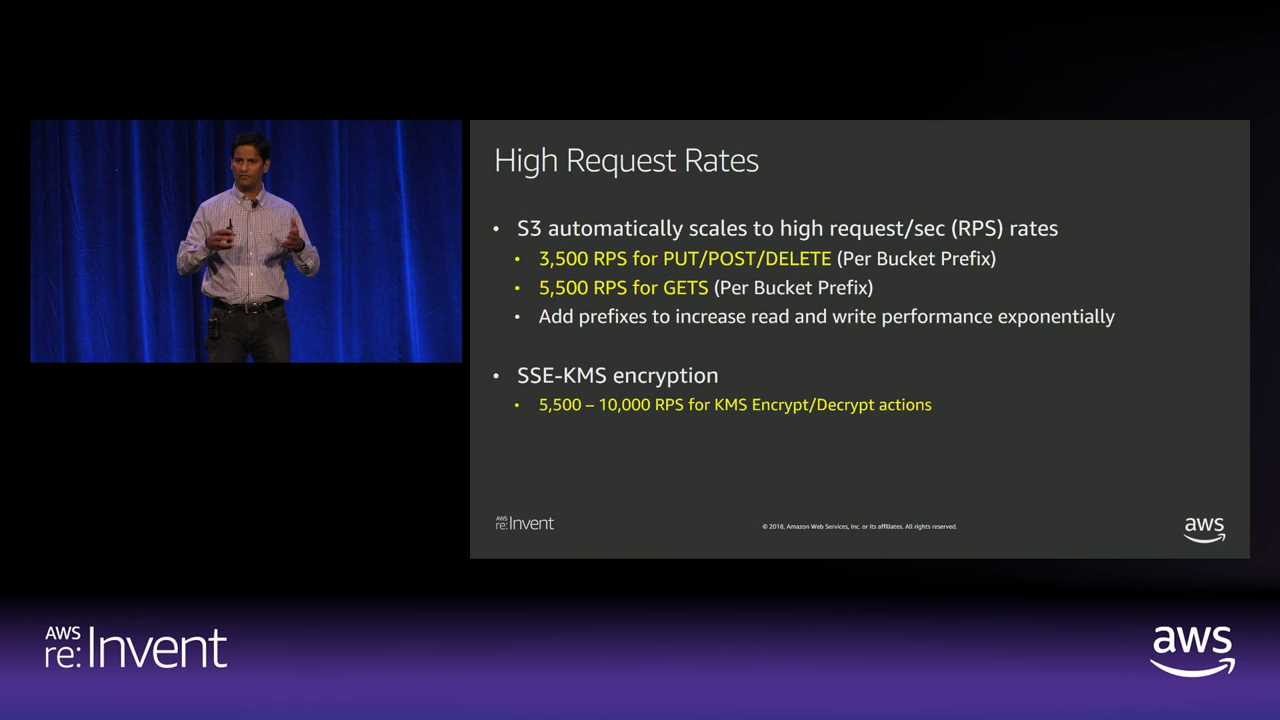 High Request Rates
• S3 automatically scales to high request/sec (RPS) rates
• 3,500 RPS for PUT/POST/DELETE (Per Bucket Prefix)
• 5,500 RPS for GETS (Per Bucket Prefix)
• Add prefixes to increase read and write performance exponentially
• SSE-KMS encryption
• 5,500 – 10,000 RPS for KMS Encrypt/Decrypt actions
AWS
re:Invent
© 2018, Amazon Web Services, Inc. or its affiliates. All rights reserved.
aws
AWS
re:Invent
aws